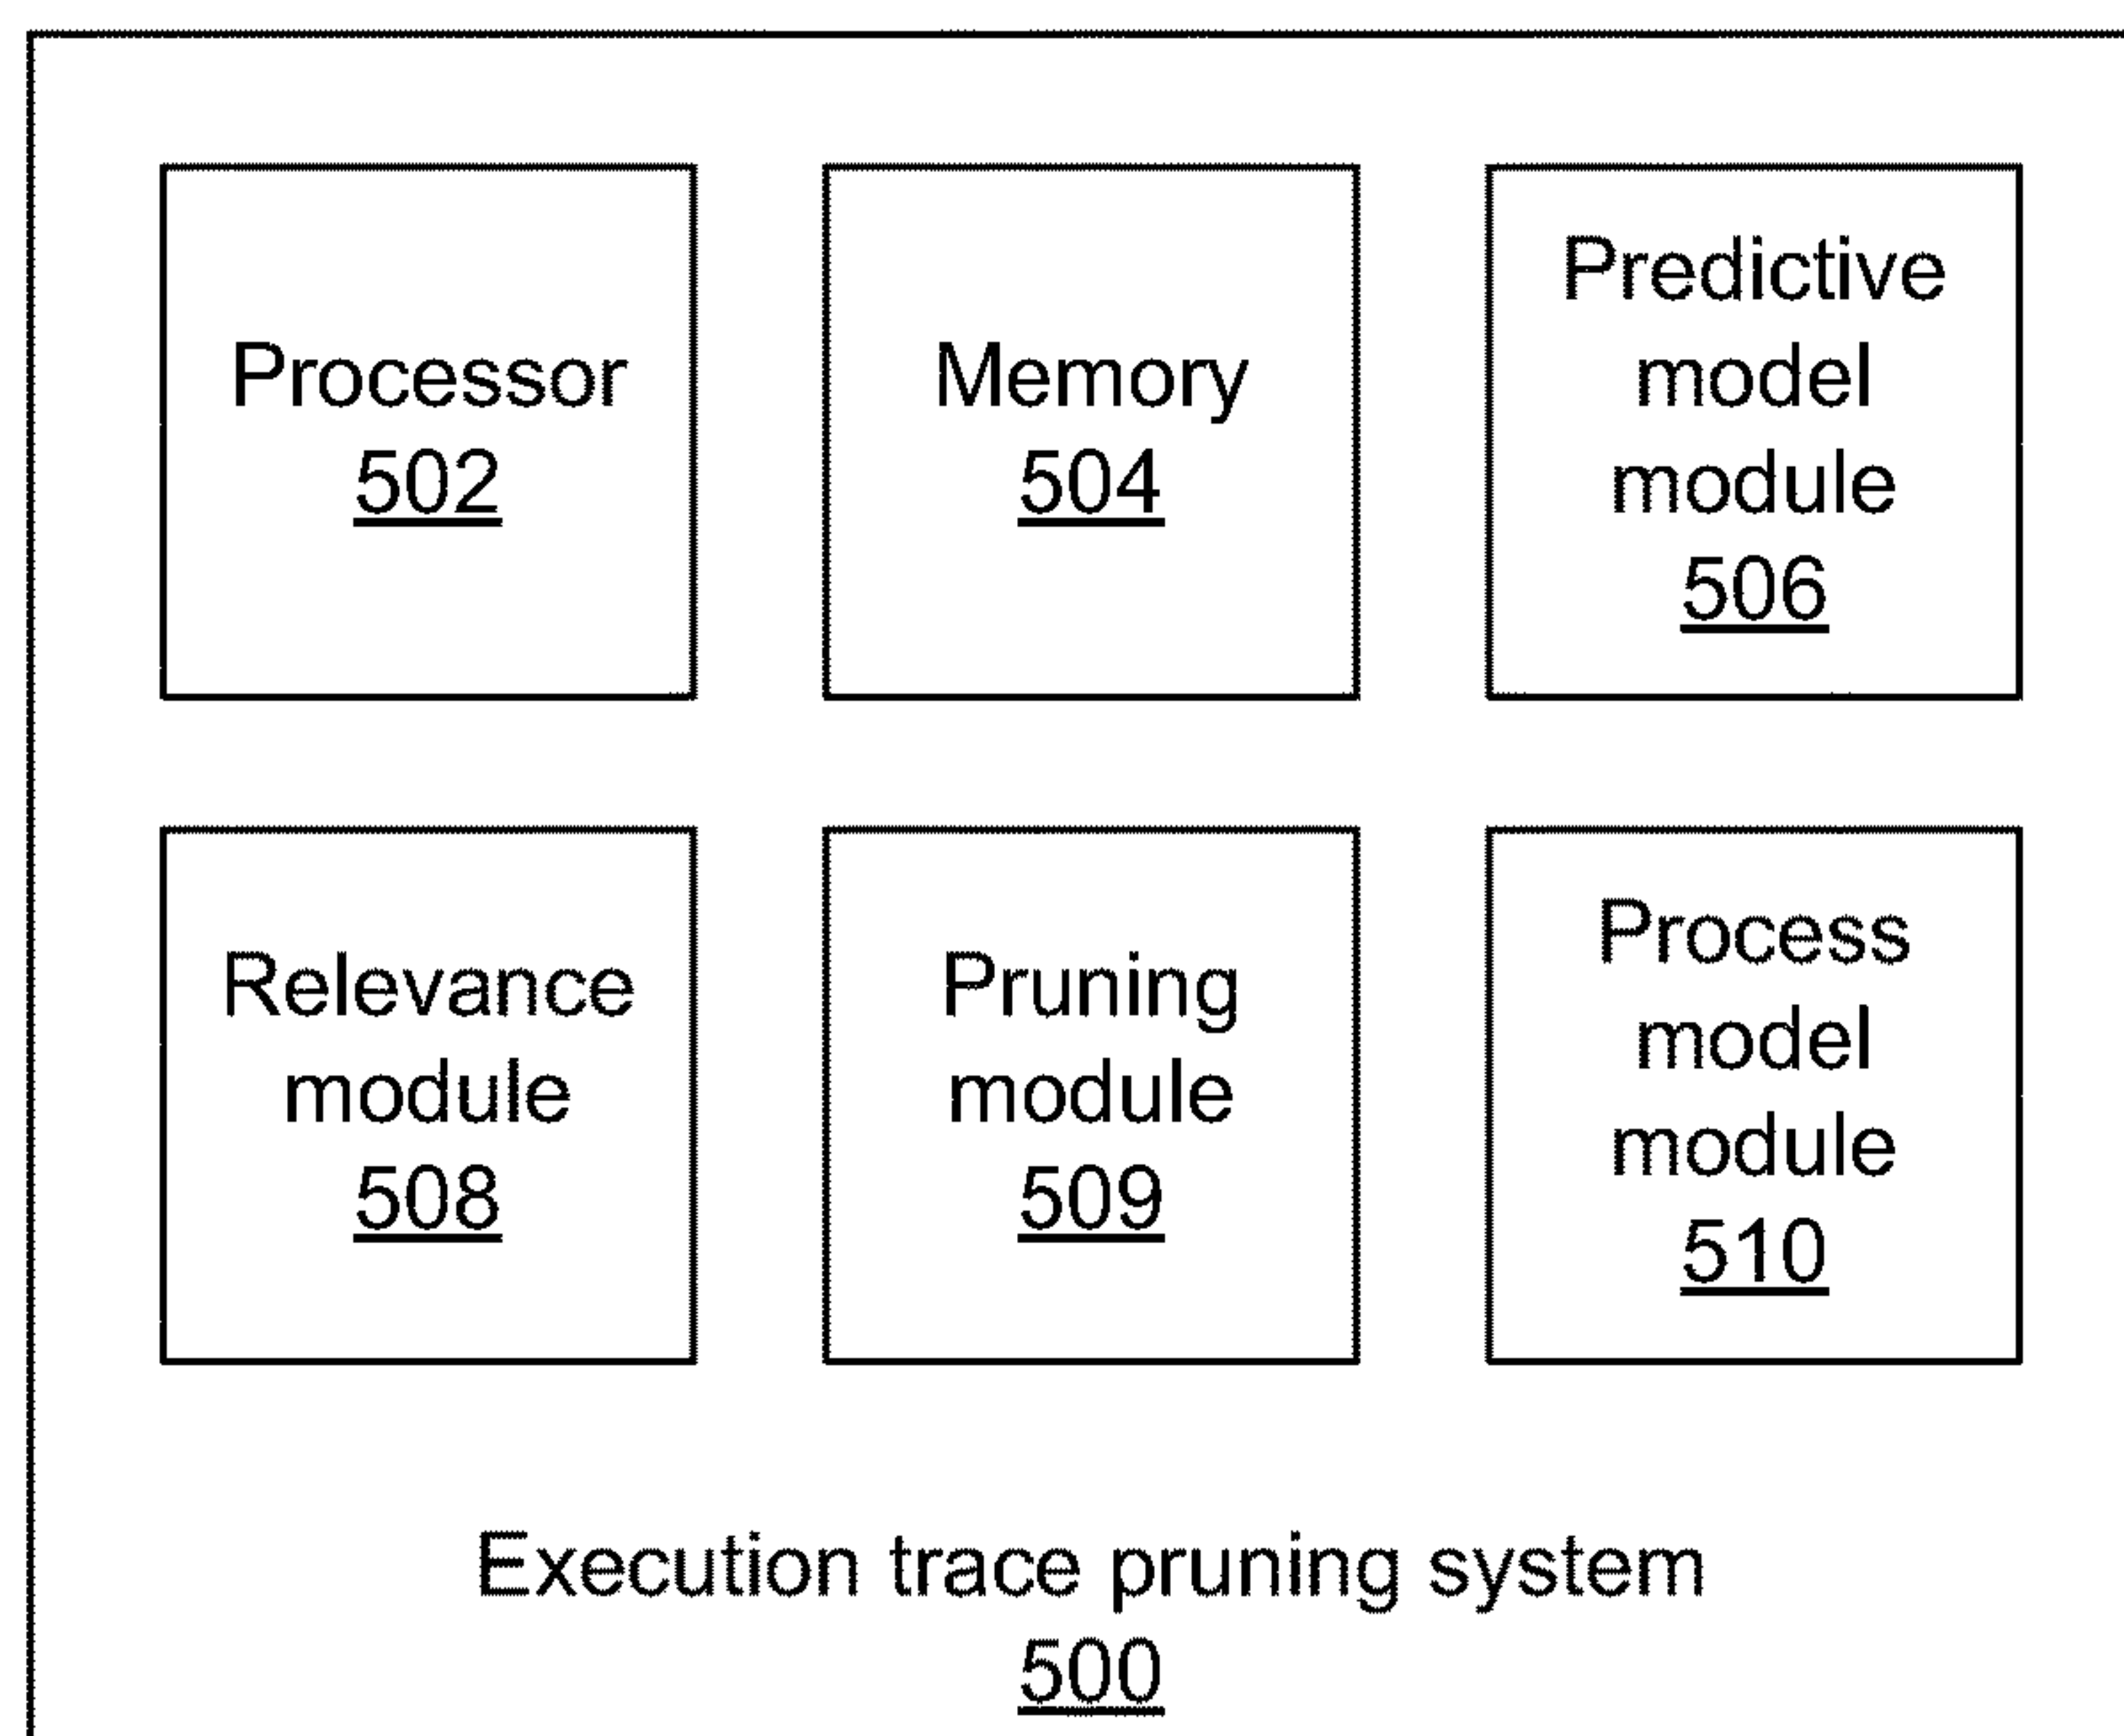 Processor
502
Memory
504
Predictive
model
module
506
Relevance
module
508
Pruning
module
509
Process
model
module
510
Execution trace pruning system
500